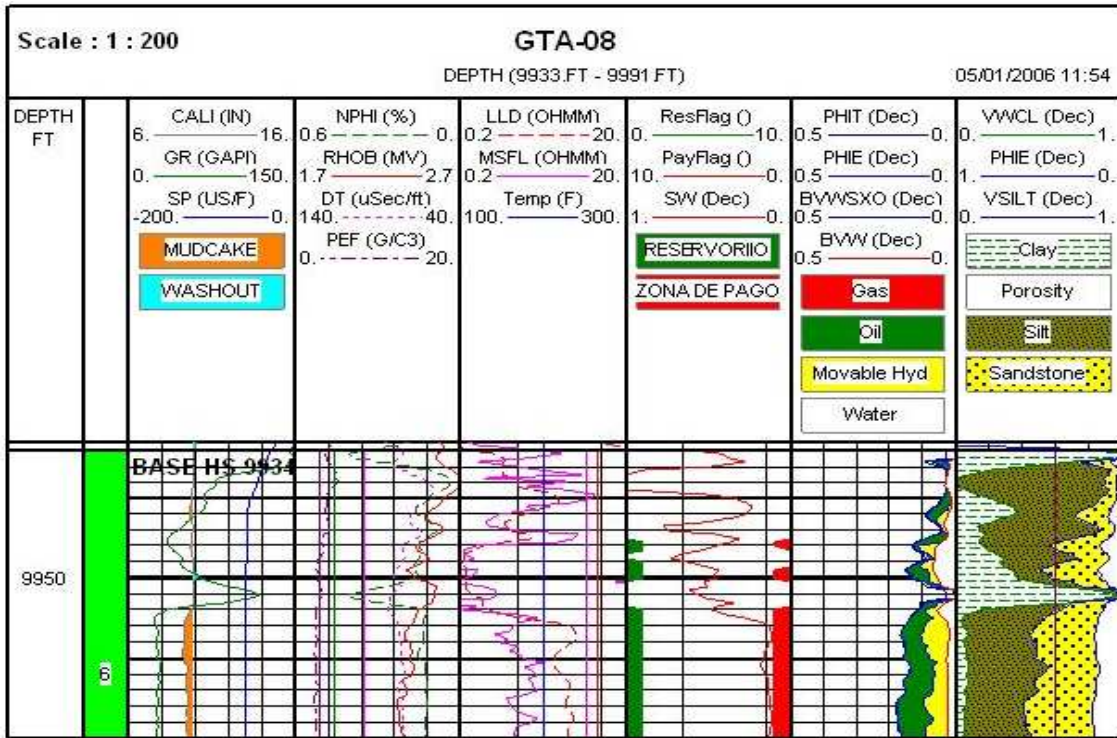 Scale : 1 : 200
GTA-08
DEPTH (9933.FT - 9991.FT)
05/01/2006 11:54
DEPTH
FT
CALI (IN)
6. 16.
GR (GAPI)
0. 150.
SP (US/F)
-200. 0.
MUDCAKE
WASHOUT
NPHI (%)
0.6 0.
RHOB (MV)
1.7 2.7
DT (uSec/ft)
140. 40.
PEF (G/C3)
0. 20.
LLD (OHMM)
0.2 20.
MSFL (OHMM)
0.2 20.
Temp (F)
100. 300.
ResFlag ()
0. 10.
PayFlag ()
10. 0.
SW (Dec)
1. 0.
RESERVORIIO
ZONA DE PAGO
PHIT (Dec)
0.5 0.
PHIE (Dec)
0.5 0.
BVWSXO (Dec)
0.5 0.
BVW (Dec)
0.5 0.
Gas
Oil
Movable Hyd
Water
VWCL (Dec)
0. 1.
PHIE (Dec)
1. 0.
VSILT (Dec)
0. 1.
Clay
Porosity
Silt
Sandstone
BASE HS 9934
9950
6